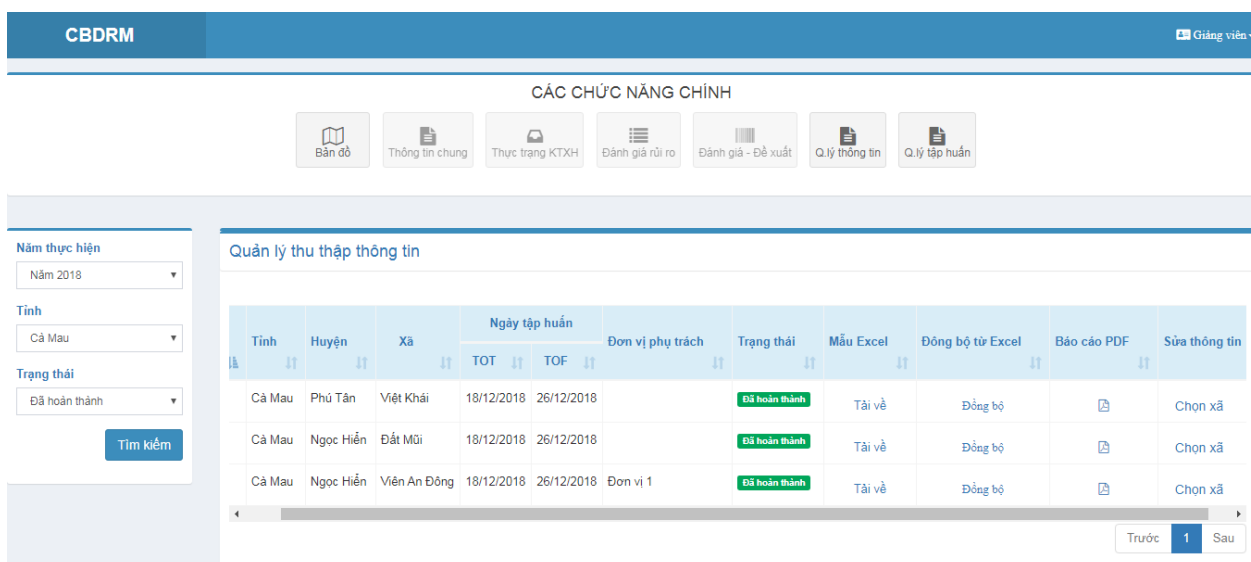 CBDRM
Giảng viên
CÁC CHỨC NĂNG CHÍNH
Bản đồ
Thông tin chung
Thực trạng KTXH
Đánh giá rủi ro
Đánh giá - Đề xuất
Q.lý thông tin
Q.lý tập huấn
Năm thực hiện
Năm 2018
Tỉnh
Cà Mau
Trạng thái
Đã hoàn thành
Tìm kiếm
Quản lý thu thập thông tin
Tỉnh Huyện Xã Ngày tập huấn Đơn vị phụ trách Trạng thái Mẫu Excel Đồng bộ từ Excel Báo cáo PDF Sửa thông tin
TOT TOF
Cà Mau Phú Tân Việt Khái 18/12/2018 26/12/2018 Đã hoàn thành Tải về Đồng bộ Chọn xã
Cà Mau Ngọc Hiển Đất Mũi 18/12/2018 26/12/2018 Đã hoàn thành Tải về Đồng bộ Chọn xã
Cà Mau Ngọc Hiển Viên An Đông 18/12/2018 26/12/2018 Đơn vị 1 Đã hoàn thành Tải về Đồng bộ Chọn xã
Trước 1 Sau